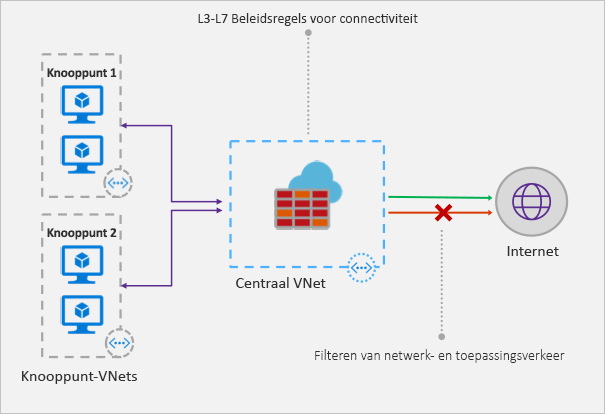 L3-L7 Beleidsregels voor connectiviteit
Knooppunt 1
Knooppunt 2
Knooppunt-VNets
Centraal VNet
Internet
Filteren van netwerk- en toepassingsverkeer